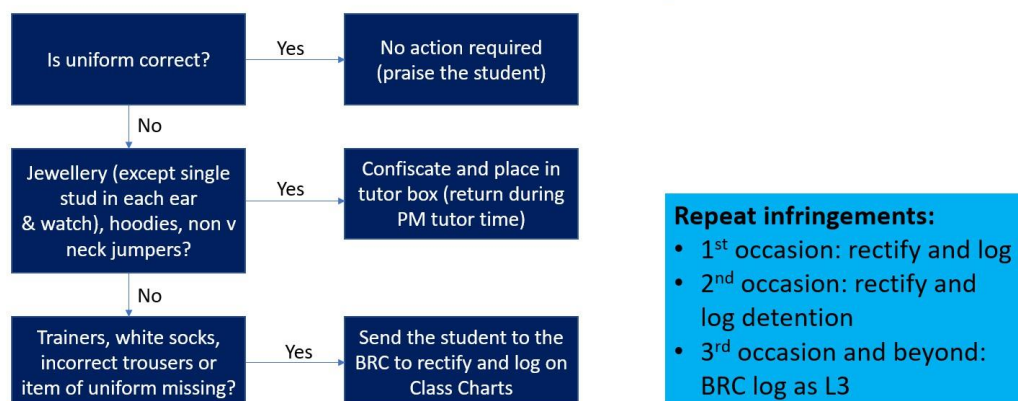 Is uniform correct?
Yes
No action required
(praise the student)
No
Jewellery (except single
stud in each ear
& watch), hoodies, non v
neck jumpers?
Yes
Confiscate and place in
tutor box (return during
PM tutor time)
No
Trainers, white socks,
incorrect trousers or
item of uniform missing?
Yes
Send the student to the
BRC to rectify and log on
Class Charts
Repeat infringements:
• 1st occasion: rectify and log
• 2nd occasion: rectify and
log detention
• 3rd occasion and beyond:
BRC log as L3